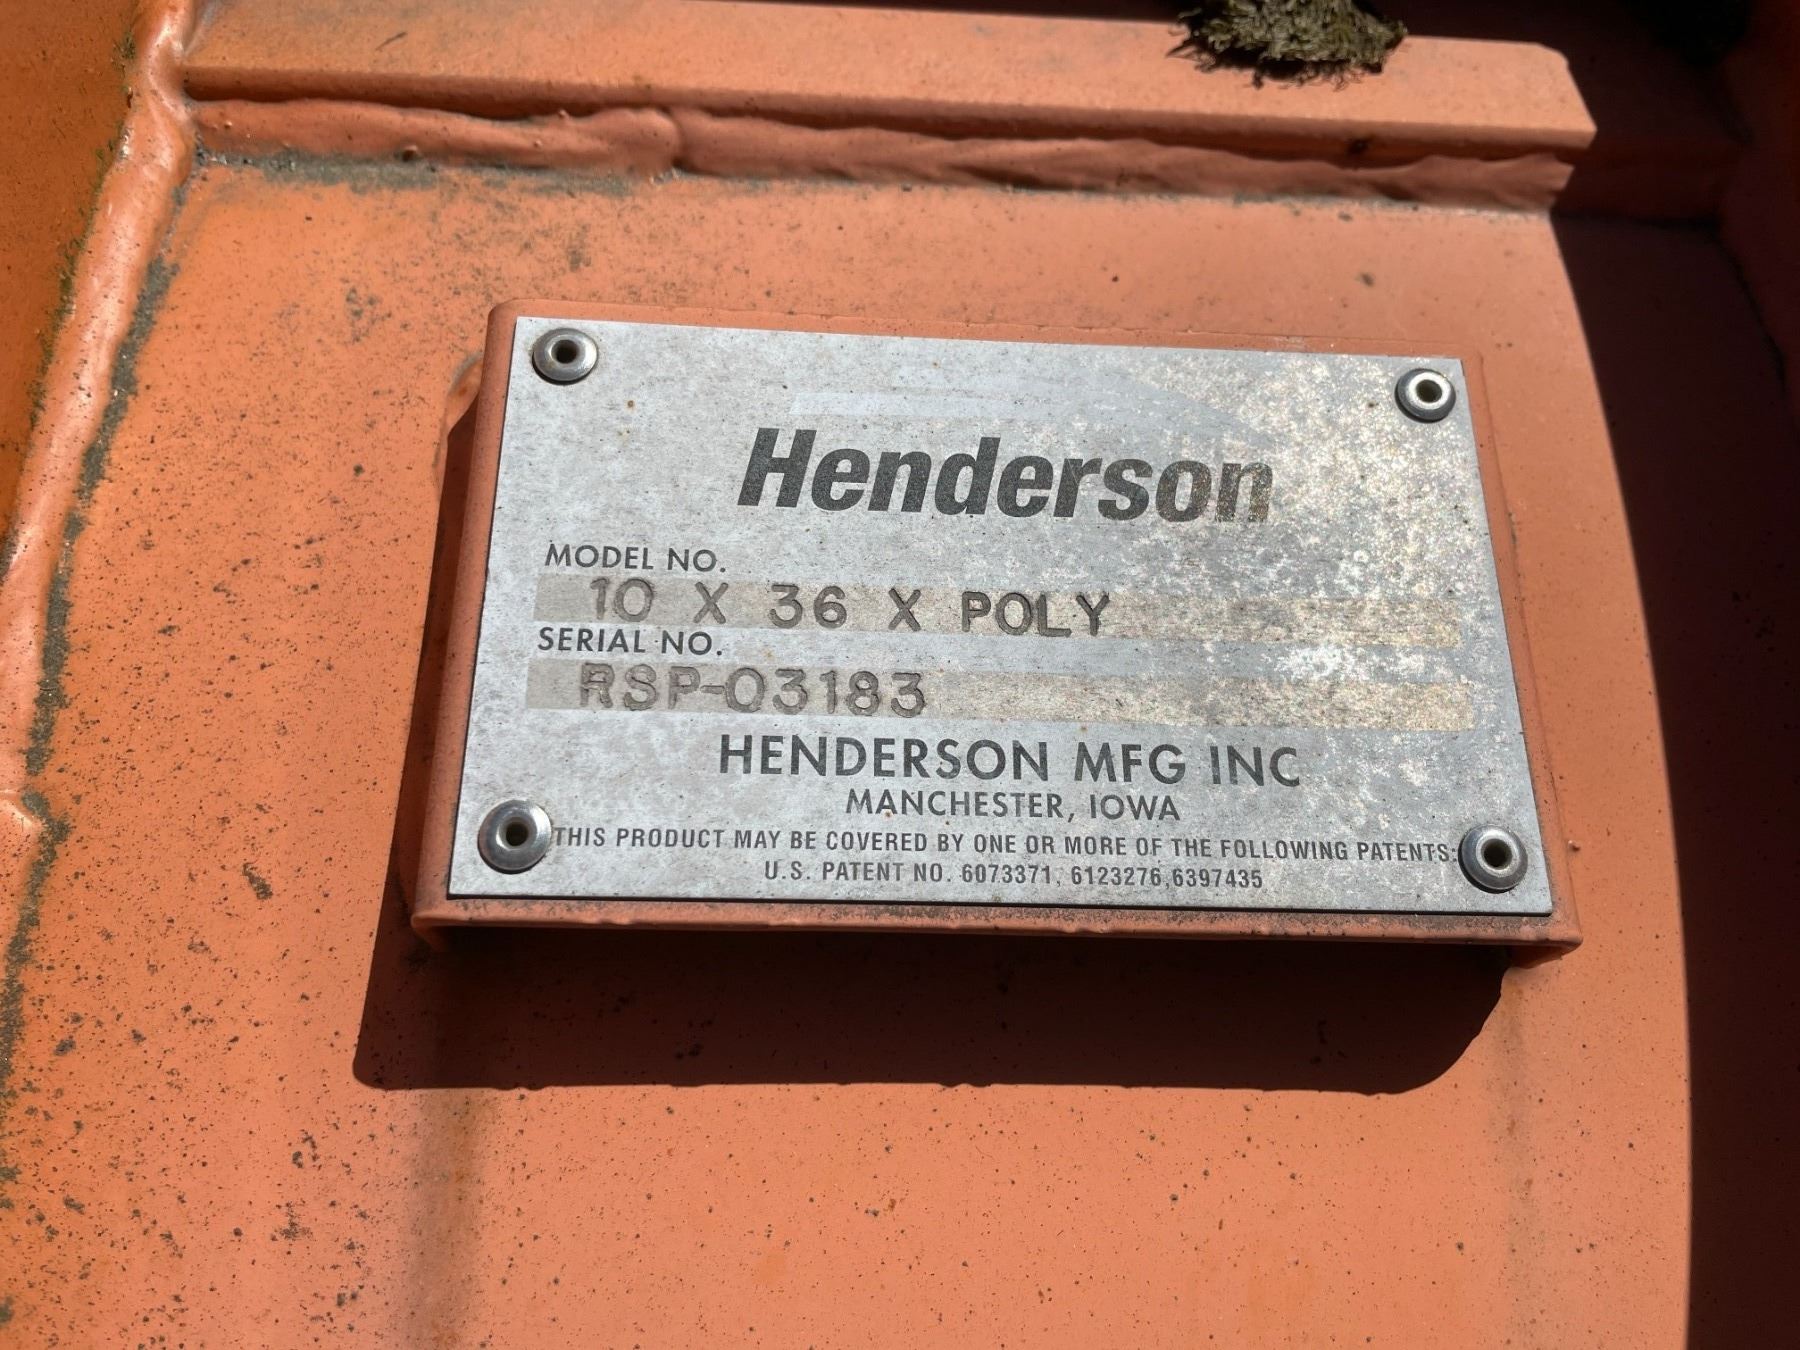 Henderson
MODEL NO.
10 X 36 X POLY
SERIAL NO.
RSP-03183
HENDERSON MFG INC
MANCHESTER, IOWA
THIS PRODUCT MAY BE COVERED BY ONE OR MORE OF THE FOLLOWING PATENTS:
U.S. PATENT NO. 6073371, 6123276,6397435